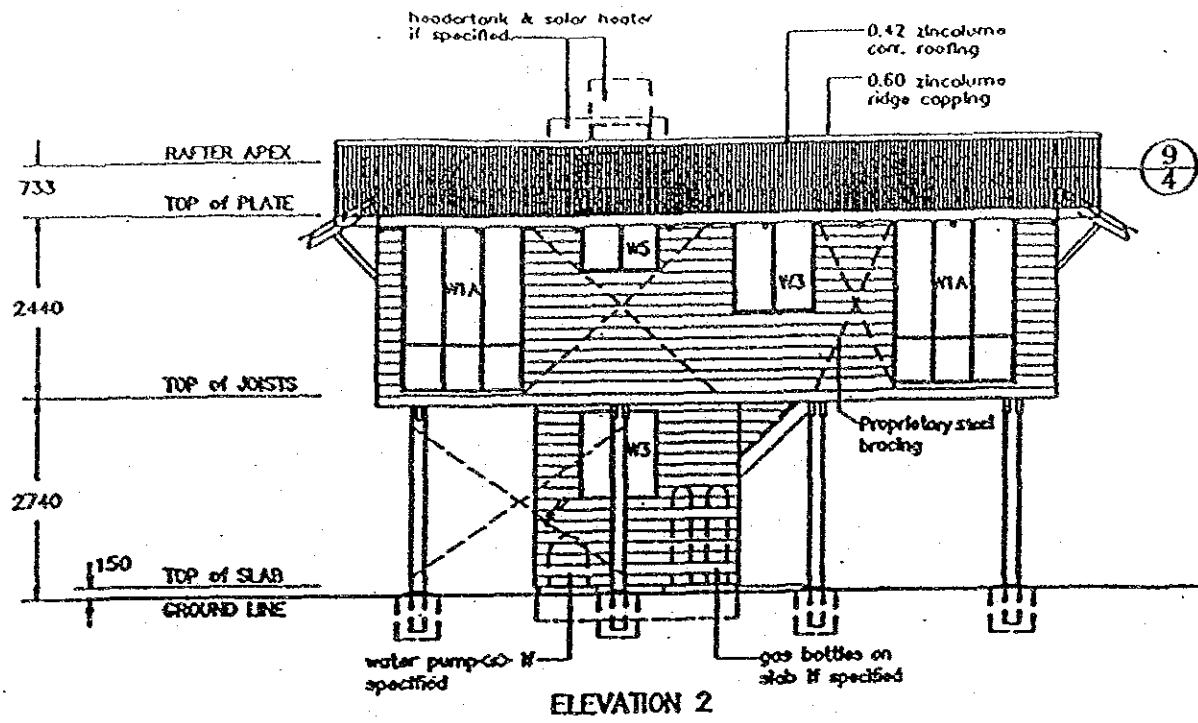 headertank & solar heater
if specified
0.42 zincalume
corr. roofing
0.60 zincalume
ridge capping
RAFTER APEX
9
4
733
TOP of PLATE
W5
W1A
W3
W1A
2440
TOP of JOISTS
Proprietary steel
bracing
W3
2740
150
TOP of SLAB
GROUND LINE
water pump(s) if
specified
gas bottles on
slab if specified
ELEVATION 2